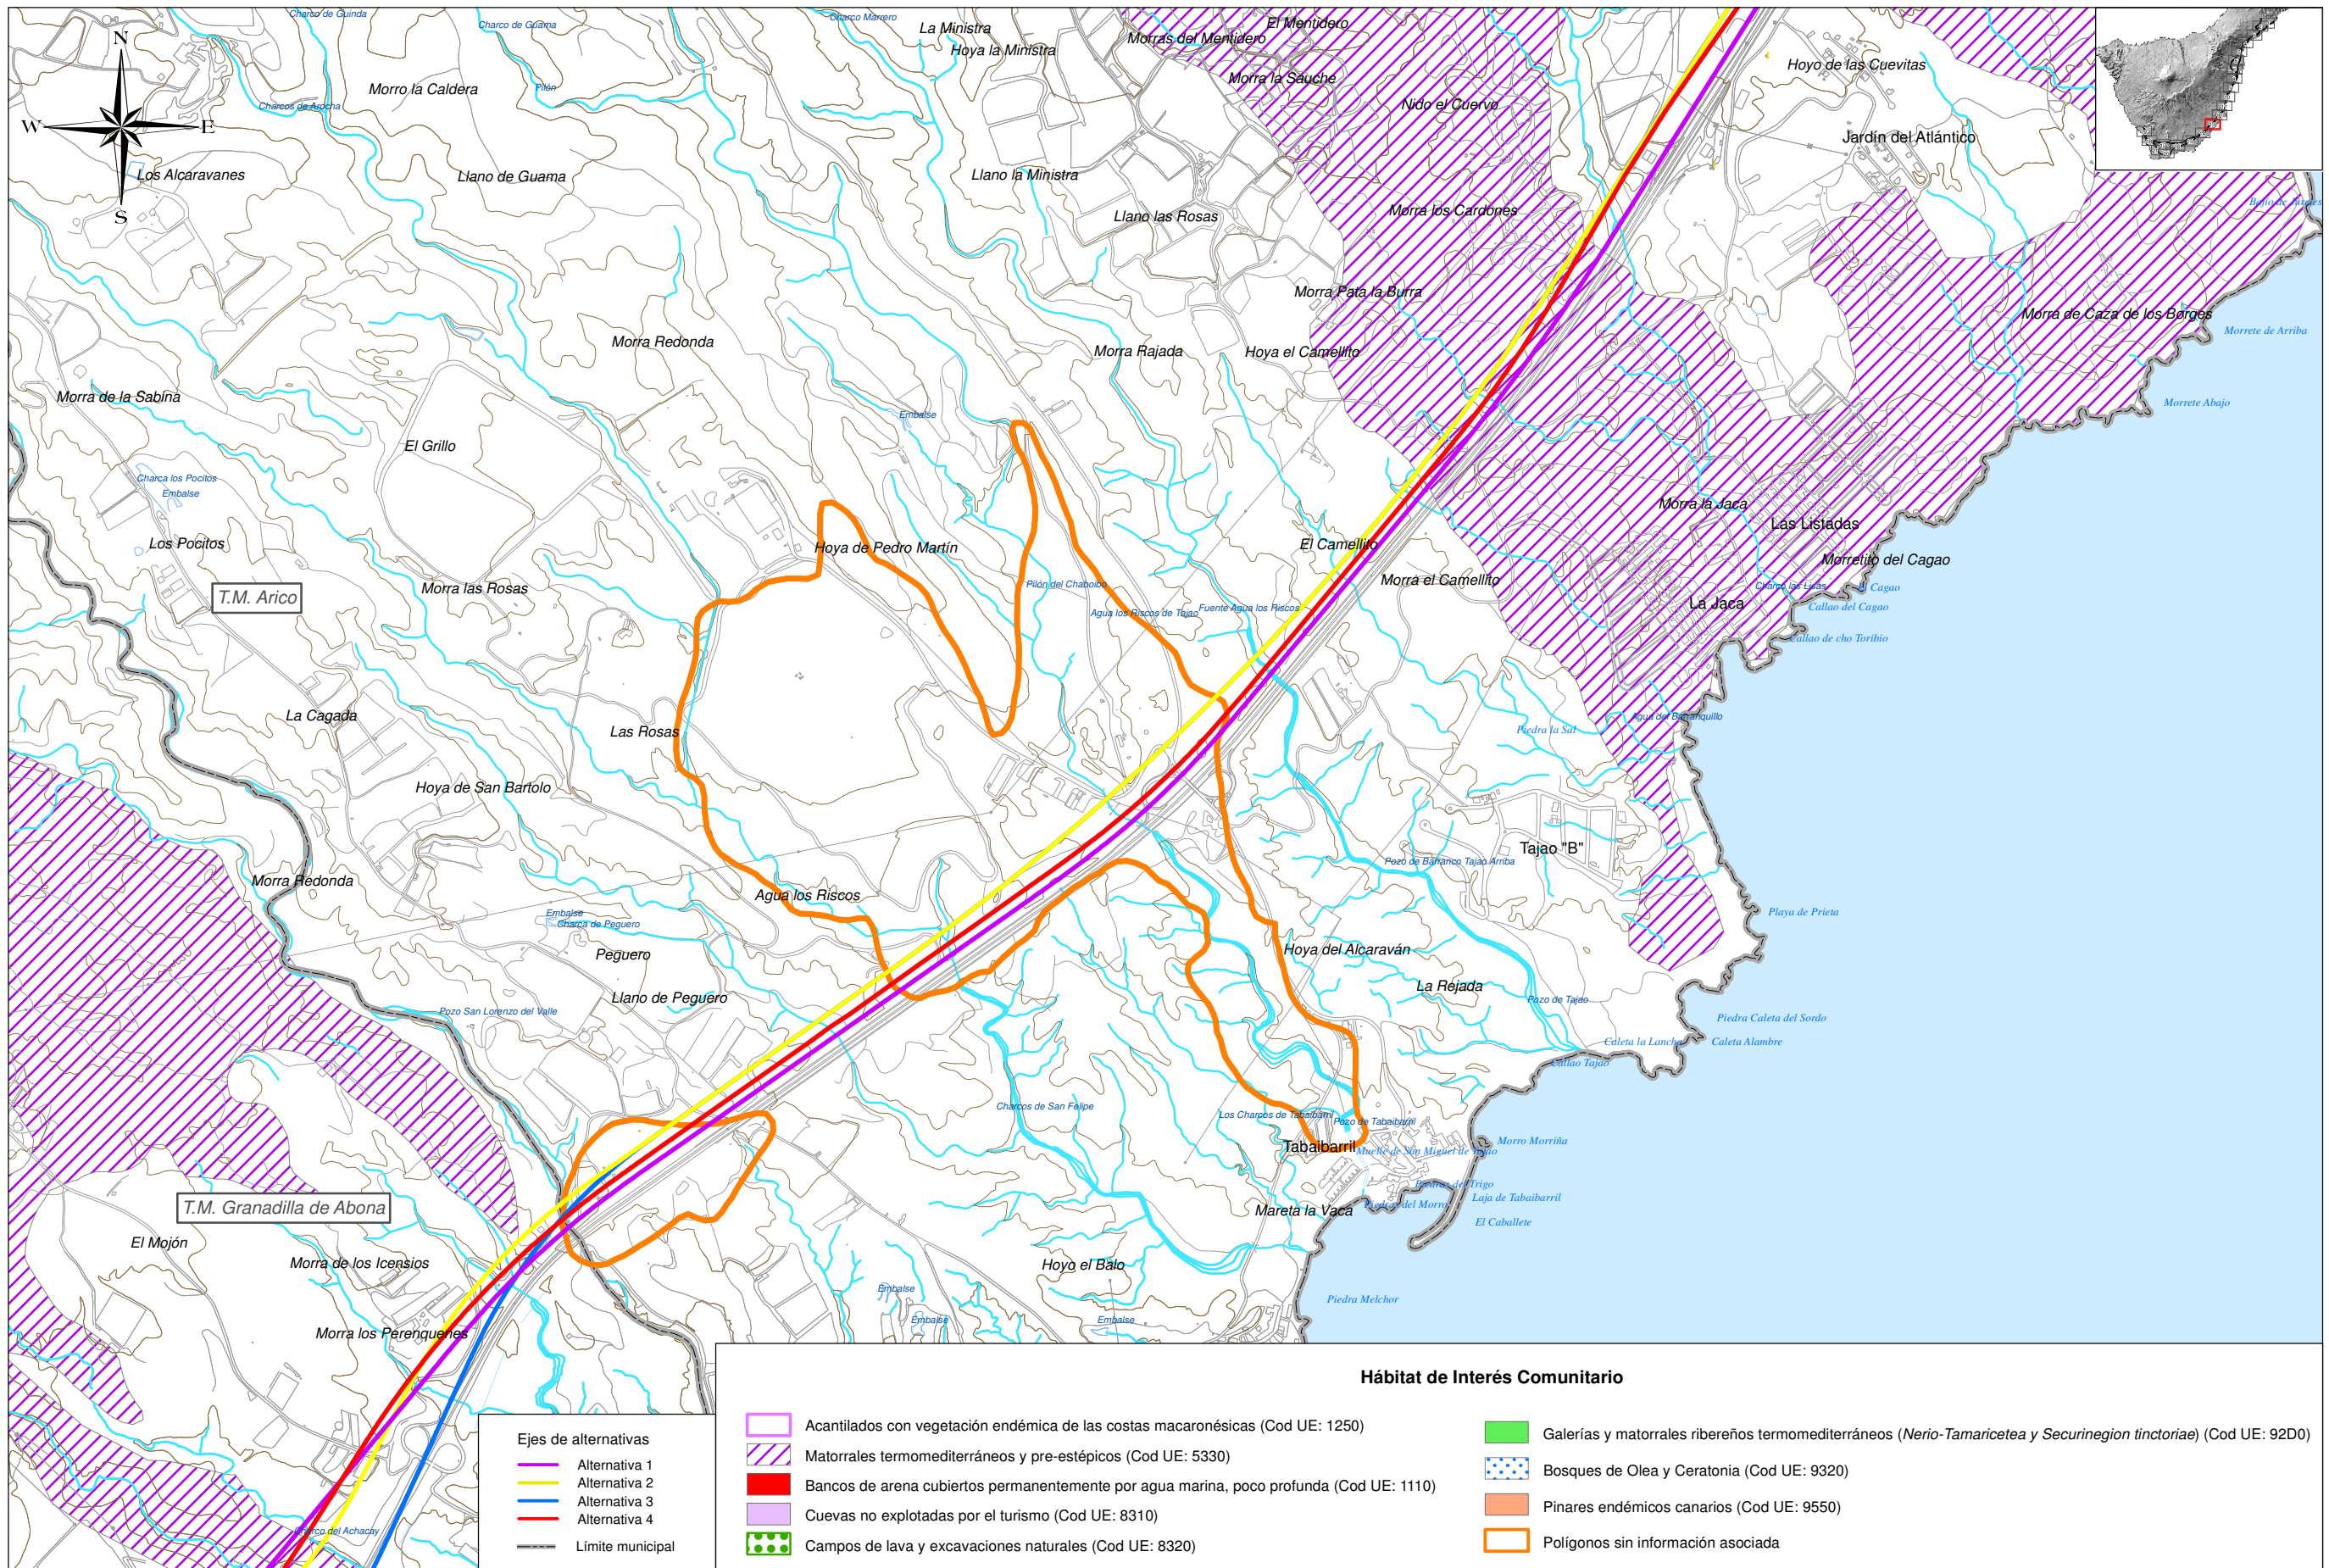 Charco de Guinda
Charco de Guama
Charco Marrero
La Ministra
El Mentidero
Morras del Mentidero
Hoya la Ministra
N
Hoyo de las Cuevitas
Morro la Caldera
Pilón
Morra la Sauche
Charcos de Arocha
Nido el Cuervo
W
E
Jardín del Atlántico
Los Alcaravanes
Llano de Guama
Llano la Ministra
S
Llano las Rosas
Morra los Cardones
Morra Pata la Burra
Morra de Caza de los Borges
Morrete de Arriba
Morra Redonda
Morra Rajada
Hoya el Camellito
Morra de la Sabina
Morrete Abajo
Embalse
El Grillo
Charca los Pocitos
Embalse
Morra la Jaca
Las Listadas
Los Pocitos
Hoya de Pedro Martín
El Camellito
Morretito del Cagao
Morra el Camellito
Pilón del Chaboibo
Morra las Rosas
Charco las Lisas
El Cagao
T.M. Arico
La Jaca
Callao del Cagao
Agua los Riscos de Tajao
Fuente Agua los Riscos
Callao de cho Toribio
La Cagada
Agua del Barranquillo
Las Rosas
Piedra la Sal
Hoya de San Bartolo
Tajao "B"
Pozo de Barranco Tajao Arriba
Morra Redonda
Agua los Riscos
Embalse
Charca de Peguero
Playa de Prieta
Peguero
Hoya del Alcaraván
La Rejada
Llano de Peguero
Pozo de Tajao
Pozo San Lorenzo del Valle
Piedra Caleta del Sordo
Caleta la Lancha
Caleta Alambre
Callao Tajao
Charcos de San Felipe
Los Charcos de Tabaibarril
Pozo de Tabaibarril
Tabaibarril
Morro Morriña
Muelle de San Miguel de Tajao
Piedras del Trigo
Laja de Tabaibarril
Piedras del Morro
T.M. Granadilla de Abona
Mareta la Vaca
El Caballete
El Mojón
Morra de los Icensios
Hoyo el Balo
Embalse
Piedra Melchor
Embalse
Embalse
Morra los Perenquenes
Charco del Achacay
Ejes de alternativas
Alternativa 1
Alternativa 2
Alternativa 3
Alternativa 4
Límite municipal
Hábitat de Interés Comunitario
Acantilados con vegetación endémica de las costas macaronésicas (Cod UE: 1250)
Matorrales termomediterráneos y pre-estépicos (Cod UE: 5330)
Bancos de arena cubiertos permanentemente por agua marina, poco profunda (Cod UE: 1110)
Cuevas no explotadas por el turismo (Cod UE: 8310)
Campos de lava y excavaciones naturales (Cod UE: 8320)
Galerías y matorrales ribereños termomediterráneos (Nerio-Tamaricetea y Securinegion tinctoriae) (Cod UE: 92D0)
Bosques de Olea y Ceratonia (Cod UE: 9320)
Pinares endémicos canarios (Cod UE: 9550)
Polígonos sin información asociada